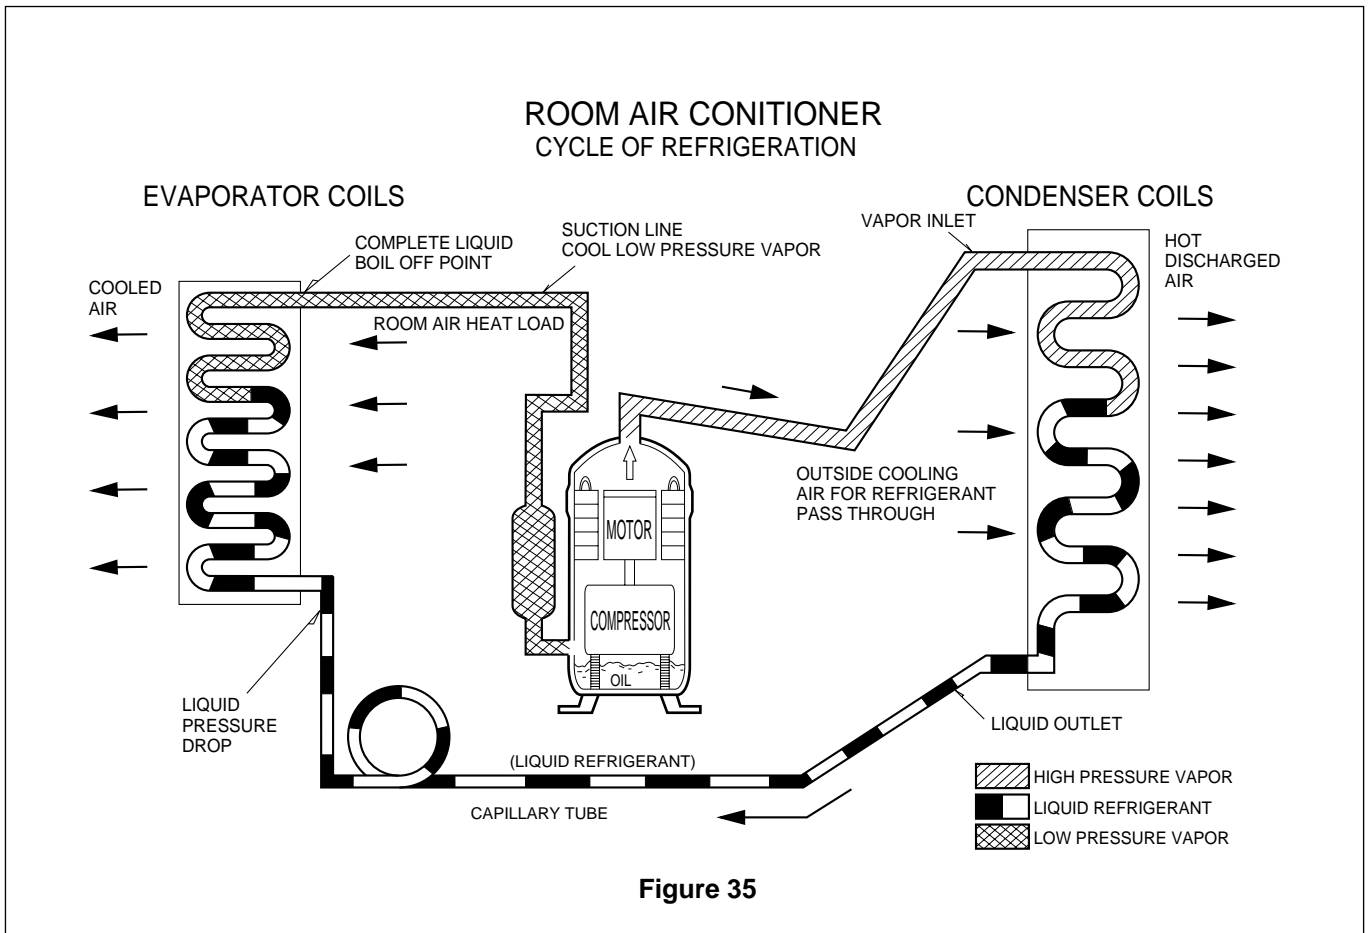 ROOM AIR CONITIONER
CYCLE OF REFRIGERATION
EVAPORATOR COILS
CONDENSER COILS
COMPLETE LIQUID
BOIL OFF POINT
SUCTION LINE
COOL LOW PRESSURE VAPOR
VAPOR INLET
HOT
DISCHARGED
AIR
COOLED
AIR
ROOM AIR HEAT LOAD
OUTSIDE COOLING
AIR FOR REFRIGERANT
PASS THROUGH
MOTOR
COMPRESSOR
OIL
LIQUID
PRESSURE
DROP
LIQUID OUTLET
(LIQUID REFRIGERANT)
CAPILLARY TUBE
HIGH PRESSURE VAPOR
LIQUID REFRIGERANT
LOW PRESSURE VAPOR
Figure 35